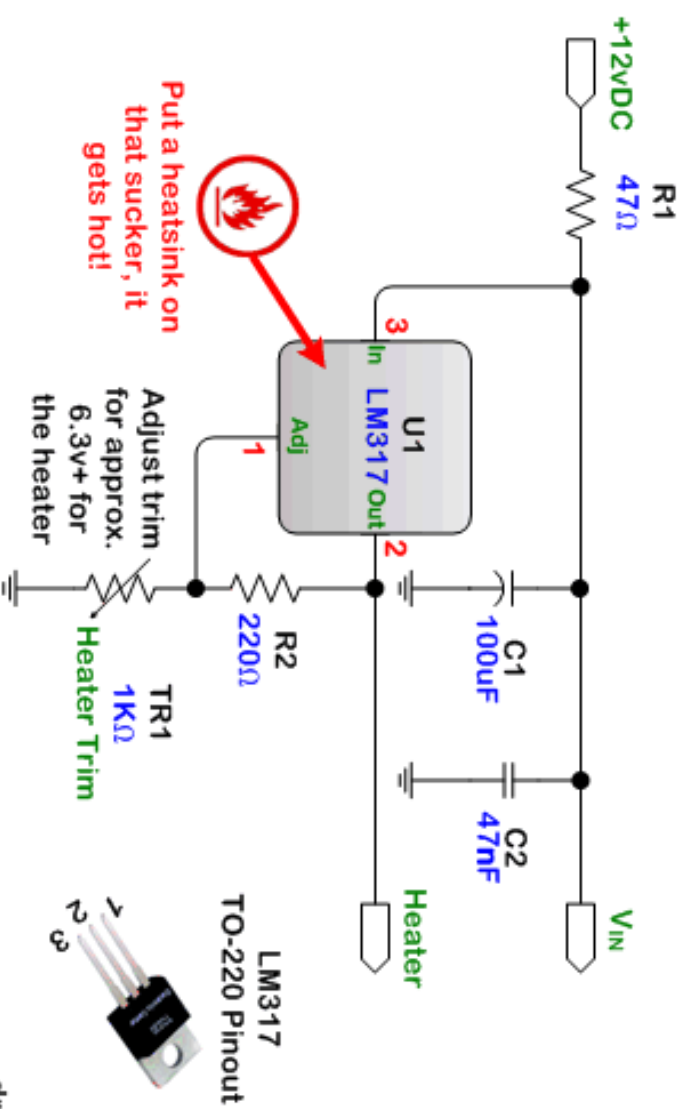 +12vDC
R1
47Ω
3
In
U1
LM317
Out
2
Adj
1
C1
100uF
C2
47nF
VIN
Heater
R2
220Ω
TR1
1KΩ
Heater Trim
Put a heatsink on
that sucker, it
gets hot!
Adjust trim
for approx.
6.3v+ for
the heater
LM317
TO-220 Pinout
1
2
3